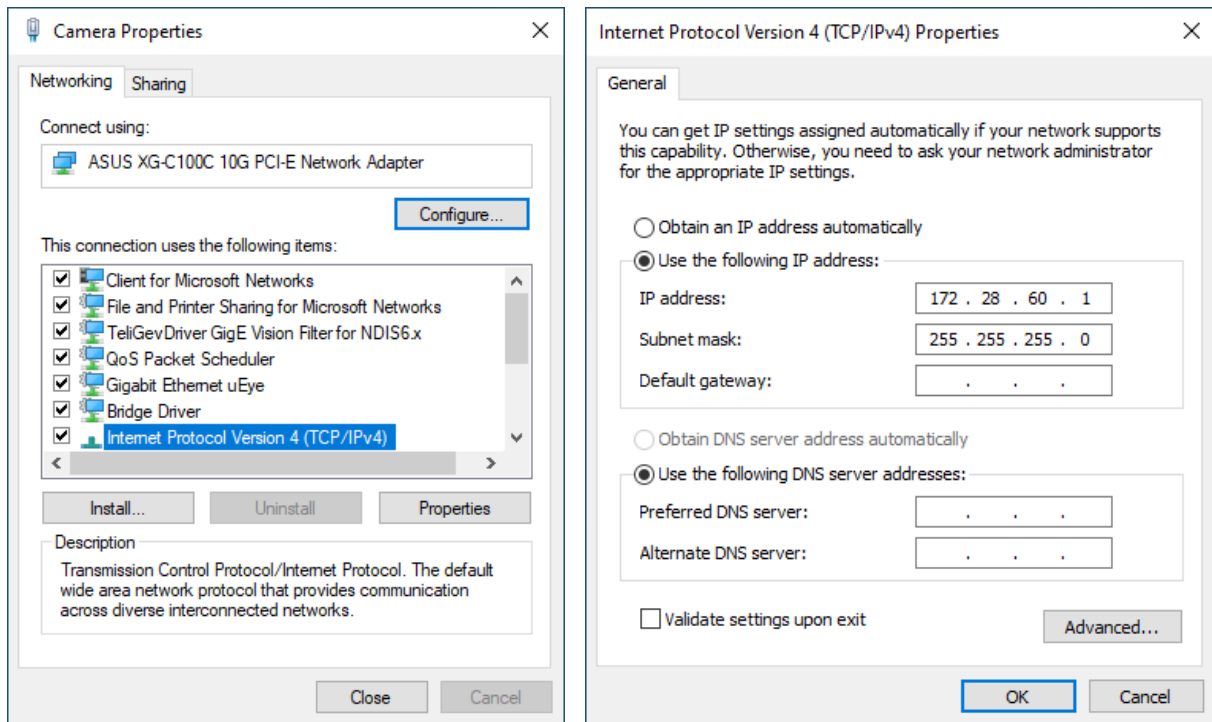 Camera Properties
Networking
Sharing
Connect using:
ASUS XG-C100C 10G PCI-E Network Adapter
Configure...
This connection uses the following items:
Client for Microsoft Networks
File and Printer Sharing for Microsoft Networks
TeliGevDriver GigE Vision Filter for NDIS6.x
QoS Packet Scheduler
Gigabit Ethernet uEye
Bridge Driver
Internet Protocol Version 4 (TCP/IPv4)
Install...
Uninstall
Properties
Description
Transmission Control Protocol/Internet Protocol. The default
wide area network protocol that provides communication
across diverse interconnected networks.
Close
Cancel
Internet Protocol Version 4 (TCP/IPv4) Properties
General
You can get IP settings assigned automatically if your network supports
this capability. Otherwise, you need to ask your network administrator
for the appropriate IP settings.
Obtain an IP address automatically
Use the following IP address:
IP address: 172 . 28 . 60 . 1
Subnet mask: 255 . 255 . 255 . 0
Default gateway: . . .
Obtain DNS server address automatically
Use the following DNS server addresses:
Preferred DNS server: . . .
Alternate DNS server: . . .
Validate settings upon exit
Advanced...
OK
Cancel